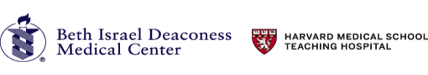 Beth Israel Deaconess
Medical Center
HARVARD MEDICAL SCHOOL
TEACHING HOSPITAL